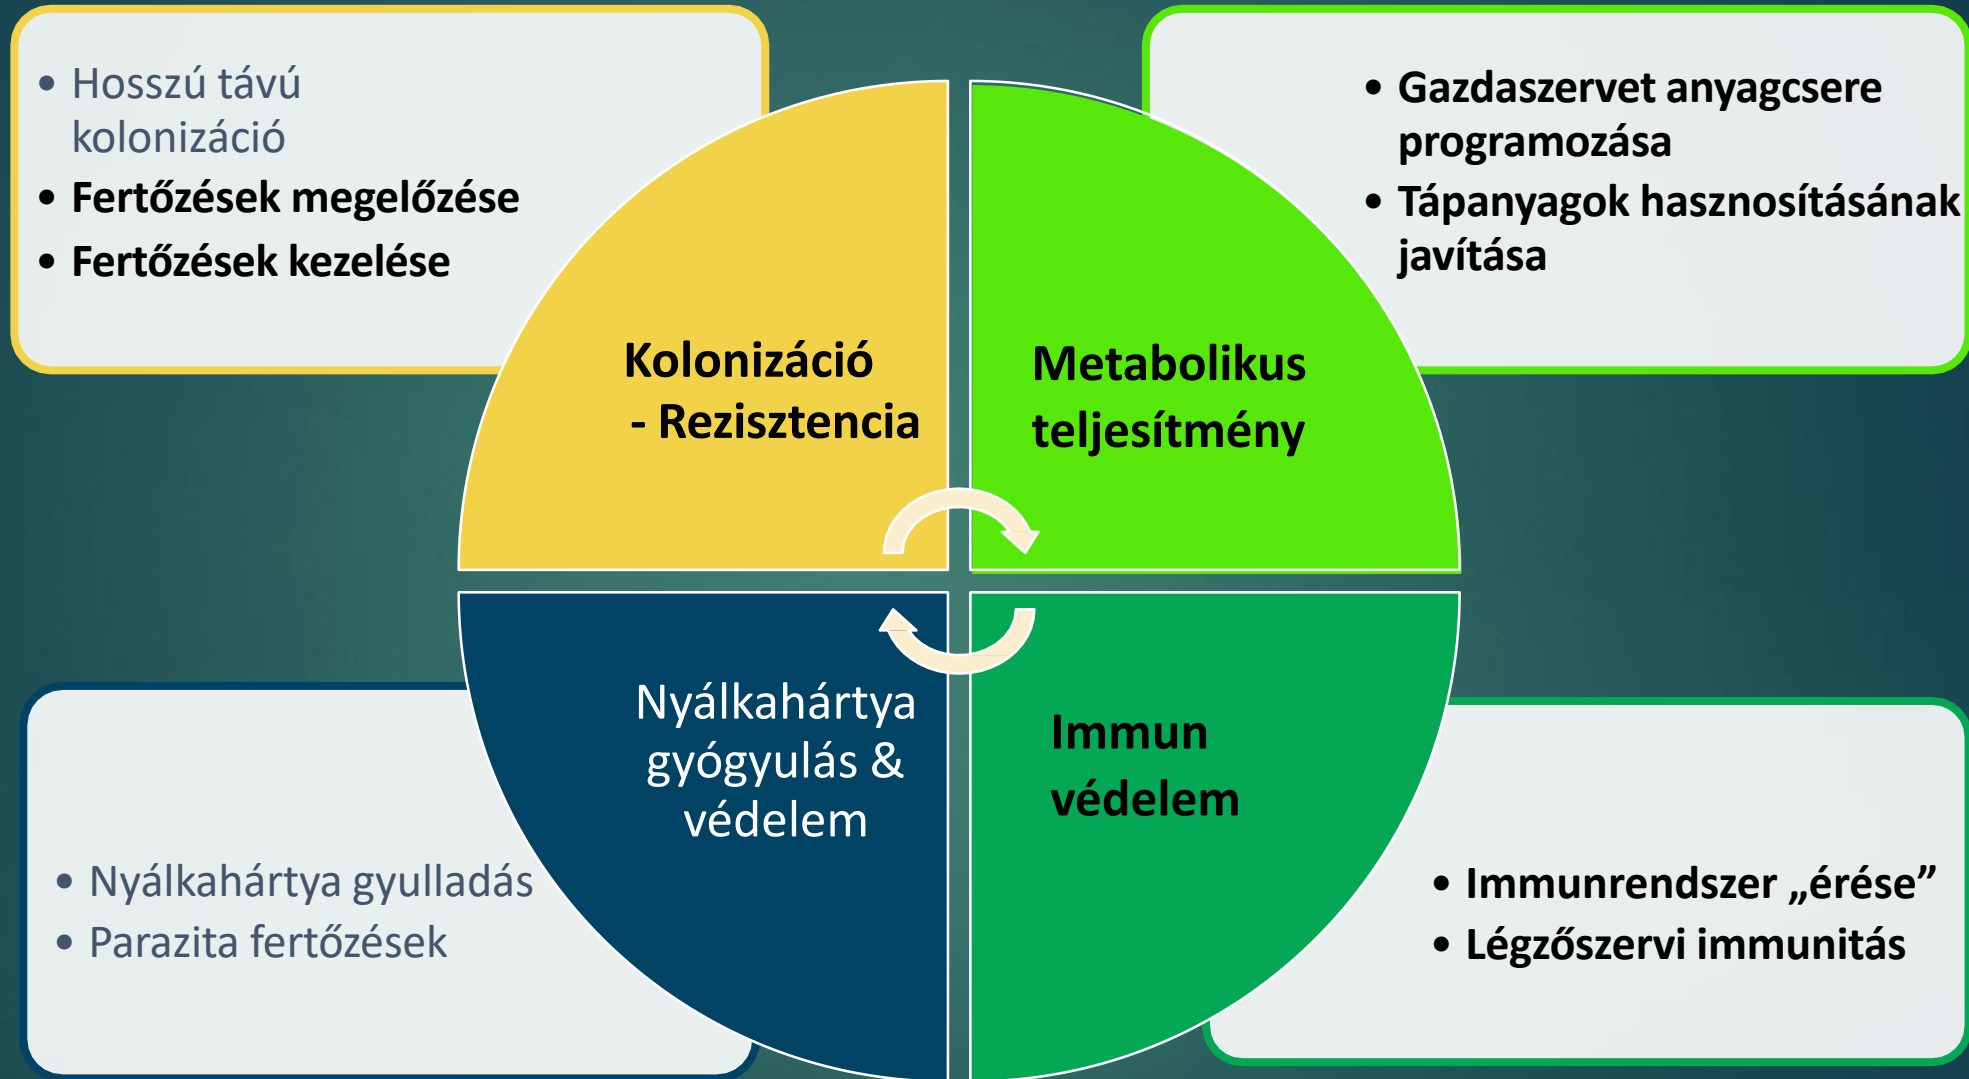 • Hosszú távú
kolonizáció
• Fertőzések megelőzése
• Fertőzések kezelése
• Gazdaszervet anyagcsere
programozása
• Tápanyagok hasznosításának
javítása
Kolonizáció
- Rezisztencia
Metabolikus
teljesítmény
Nyálkahártya
gyógyulás &
védelem
Immun
védelem
• Nyálkahártya gyulladás
• Parazita fertőzések
• Immunrendszer „érése”
• Légzőszervi immunitás